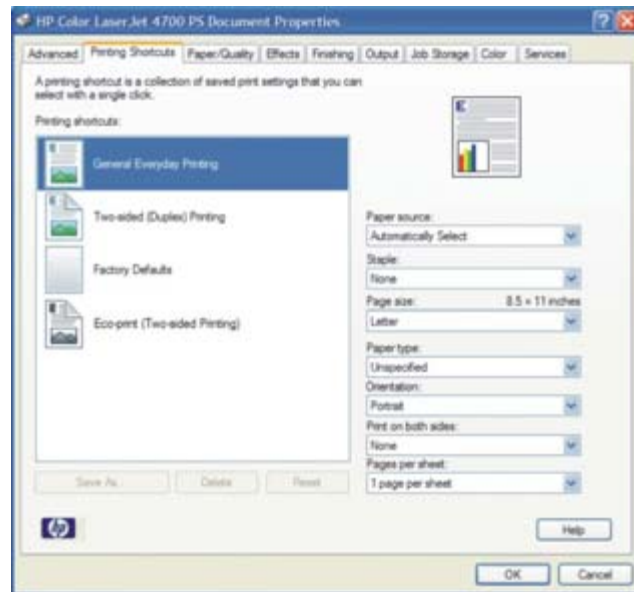 HP Color LaserJet 4700 PS Document Properties
Advanced Printing Shortcuts Paper/Quality Effects Finishing Output Job Storage Color Services
A printing shortcut is a collection of saved print settings that you can
select with a single click.
Printing shortcuts:
General Everyday Printing
Two-sided (Duplex) Printing
Factory Defaults
Eco-print (Two-sided Printing)
Paper source:
Automatically Select
Staple:
None
Page size: 8.5 × 11 inches
Letter
Paper type:
Unspecified
Orientation:
Portrait
Print on both sides:
None
Pages per sheet:
1 page per sheet
Save As... Delete Reset
hp
Help
OK Cancel